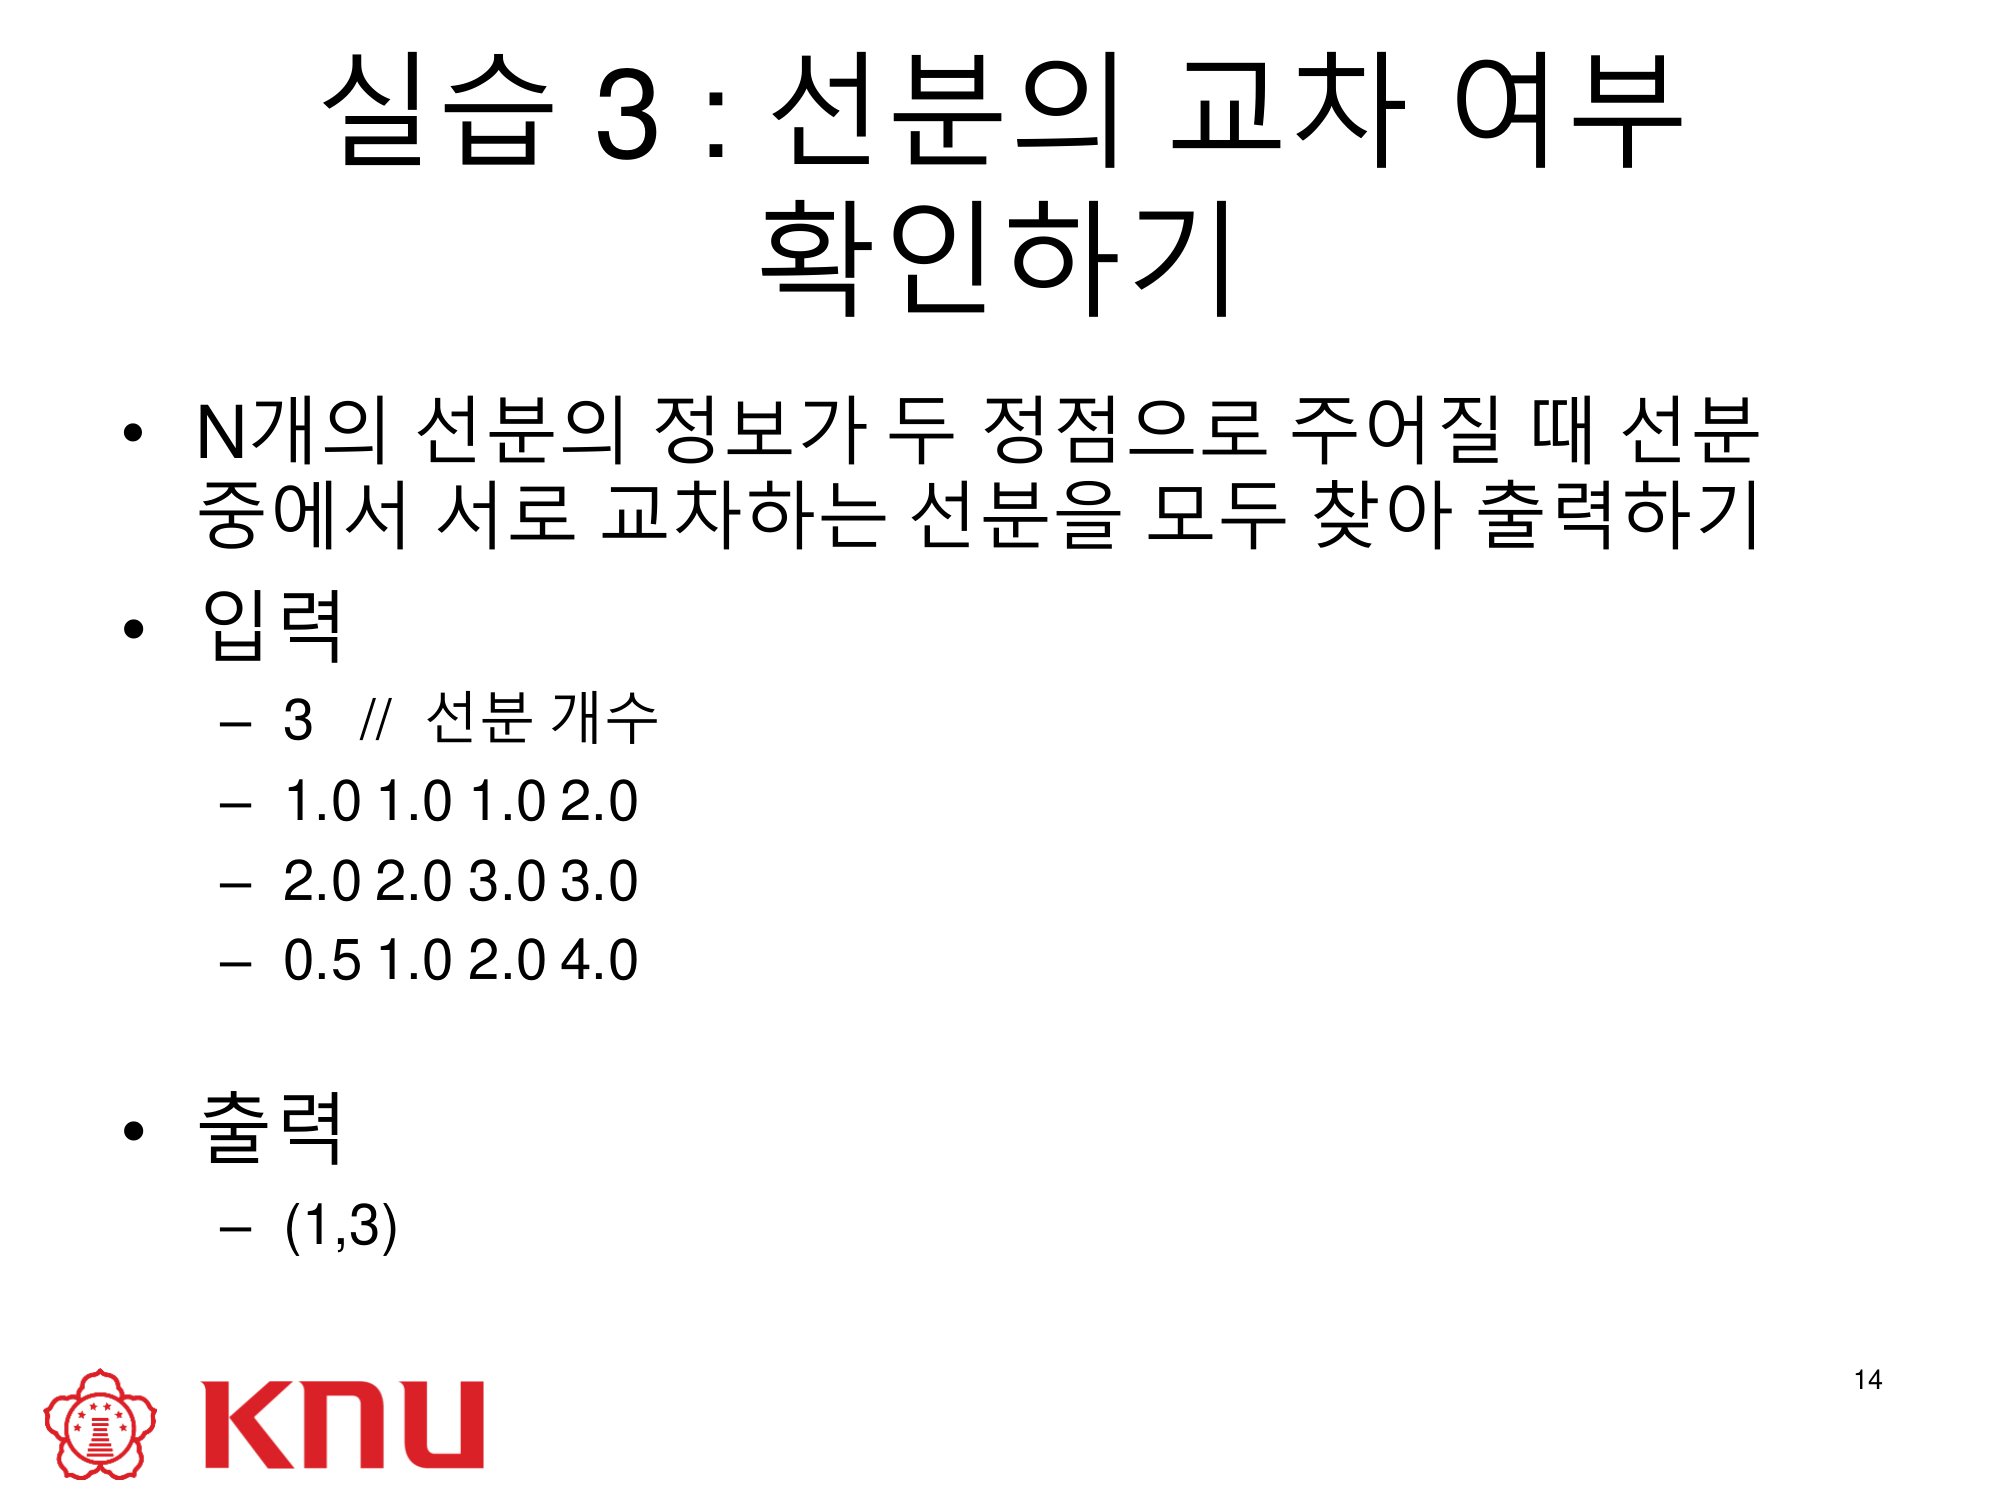 실습 3 : 선분의 교차 여부
확인하기
• N개의 선분의 정보가 두 정점으로 주어질 때 선분
중에서 서로 교차하는 선분을 모두 찾아 출력하기
• 입력
– 3 // 선분 개수
– 1.0 1.0 1.0 2.0
– 2.0 2.0 3.0 3.0
– 0.5 1.0 2.0 4.0
• 출력
– (1,3)
KNU
14